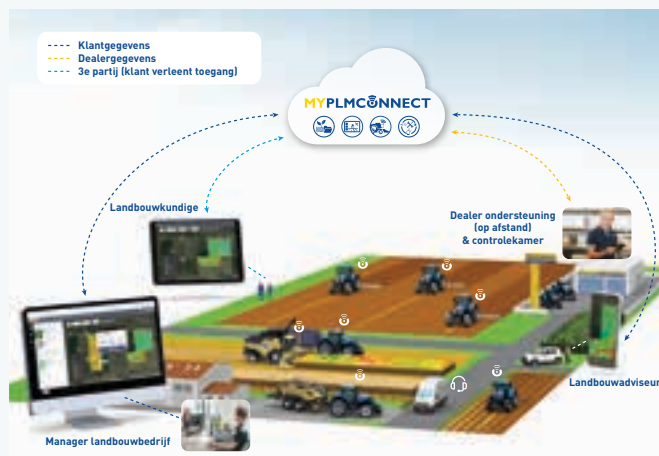 Klantgegevens
Dealergegevens
3e partij (klant verleent toegang)
MYPLMCONNECT
Landbouwkundige
Dealer ondersteuning
(op afstand)
& controlekamer
Landbouwadviseur
Manager landbouwbedrijf